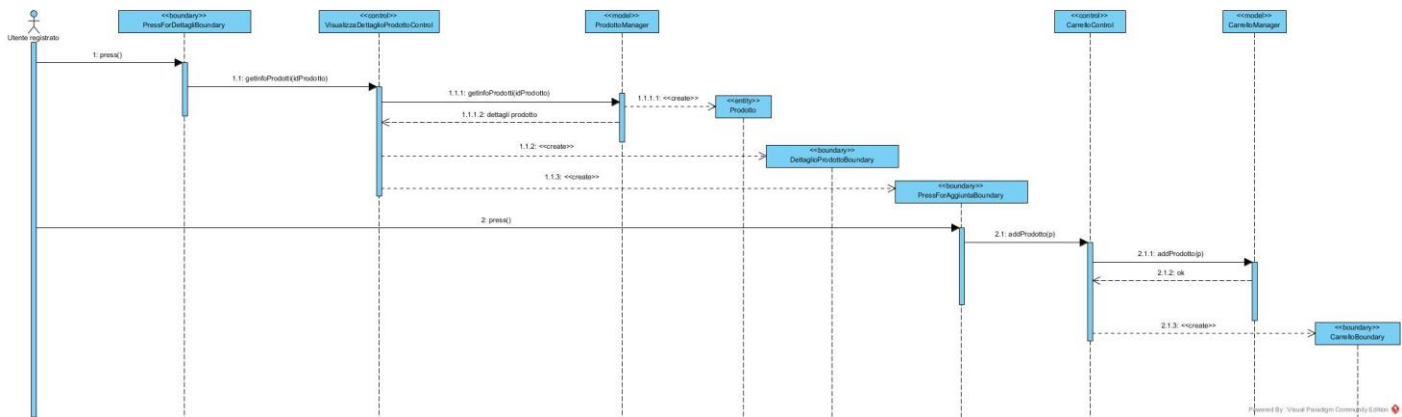 <<boundary>>
PressForDettagliBoundary
<<control>>
VisualizzaDettaglioProdottoControl
<<model>>
ProdottoManager
<<control>>
CarrelloControl
<<model>>
CarrelloManager
Utente registrato
1: press()
1.1: getInfoProdotti(idProdotto)
1.1.1: getInfoProdotti(idProdotto)
1.1.1.1: <<create>>
<<entity>>
Prodotto
1.1.1.2: dettagli prodotto
1.1.2: <<create>>
<<boundary>>
DettaglioProdottoBoundary
1.1.3: <<create>>
<<boundary>>
PressForAggiuntaBoundary
2: press()
2.1: addProdotto(p)
2.1.1: addProdotto(p)
2.1.2: ok
2.1.3: <<create>>
<<boundary>>
CarrelloBoundary
Powered By Visual Paradigm Community Edition